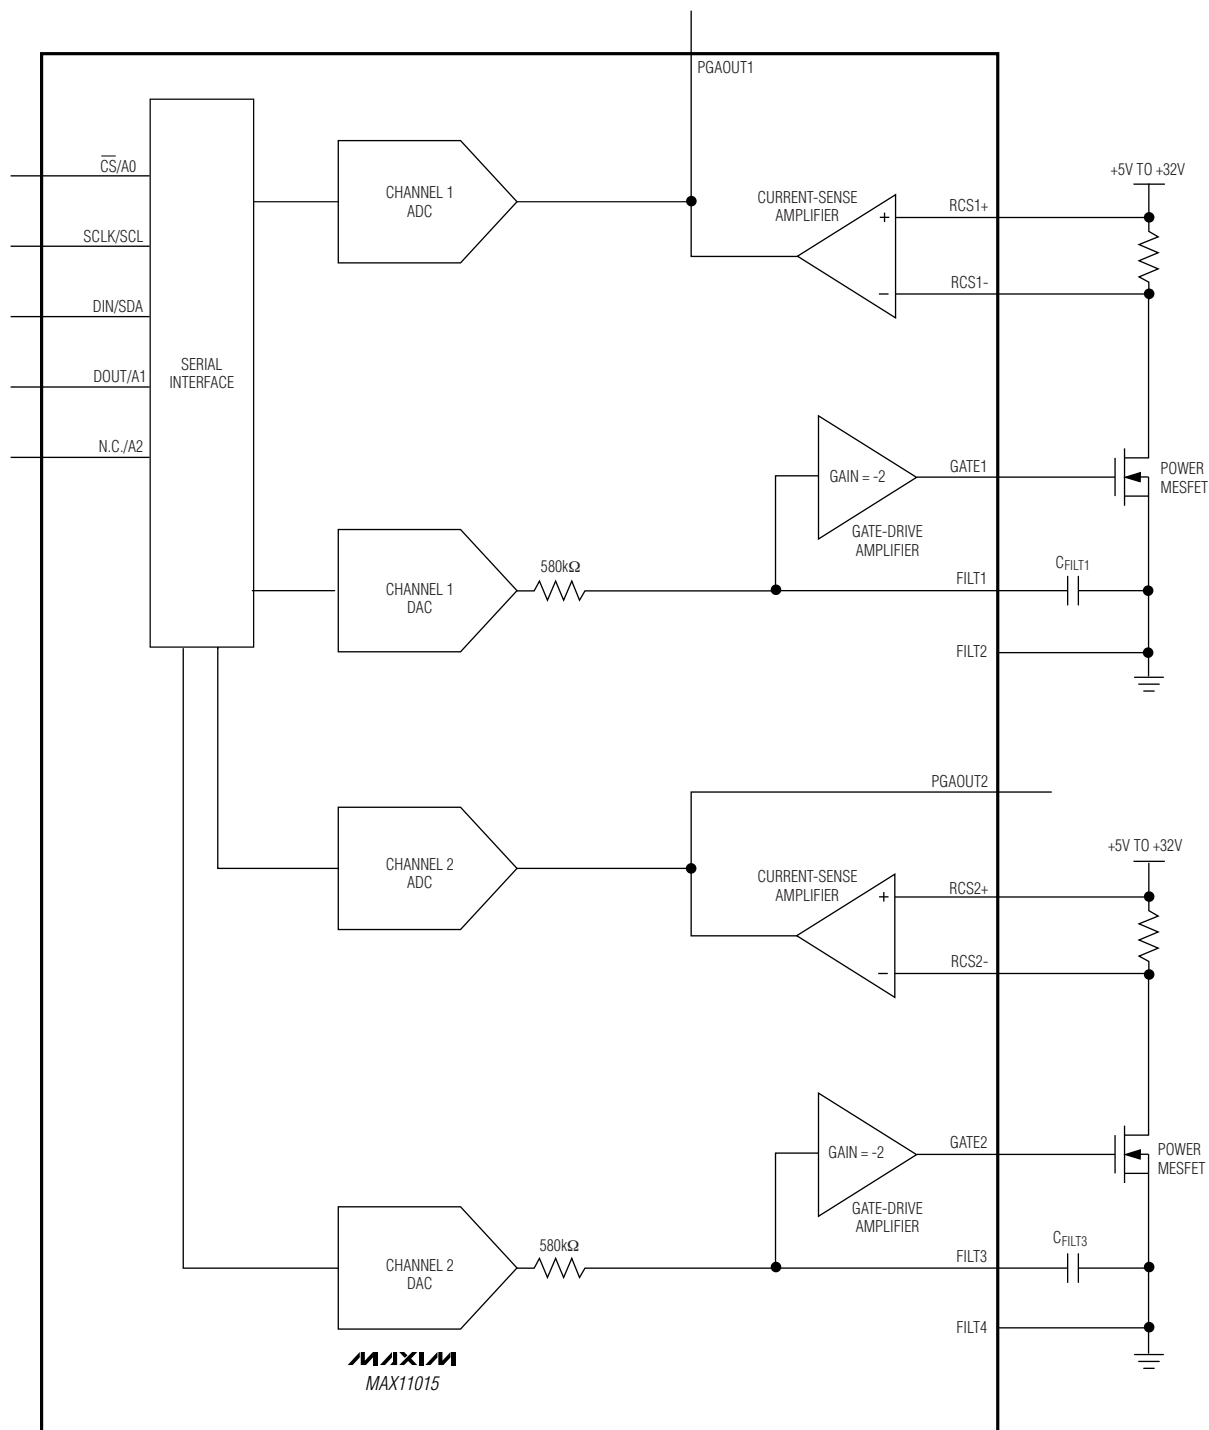 PGAOUT1
CS/A0
SCLK/SCL
DIN/SDA
DOUT/A1
N.C./A2
SERIAL
INTERFACE
CHANNEL 1
ADC
CURRENT-SENSE
AMPLIFIER
+
−
RCS1+
RCS1-
+5V TO +32V
GAIN = -2
GATE-DRIVE
AMPLIFIER
GATE1
POWER
MESFET
CHANNEL 1
DAC
580kΩ
FILT1
CFILT1
FILT2
PGAOUT2
CHANNEL 2
ADC
CURRENT-SENSE
AMPLIFIER
+
−
RCS2+
RCS2-
+5V TO +32V
GAIN = -2
GATE-DRIVE
AMPLIFIER
GATE2
POWER
MESFET
CHANNEL 2
DAC
580kΩ
FILT3
CFILT3
FILT4
MAXIM
MAX11015